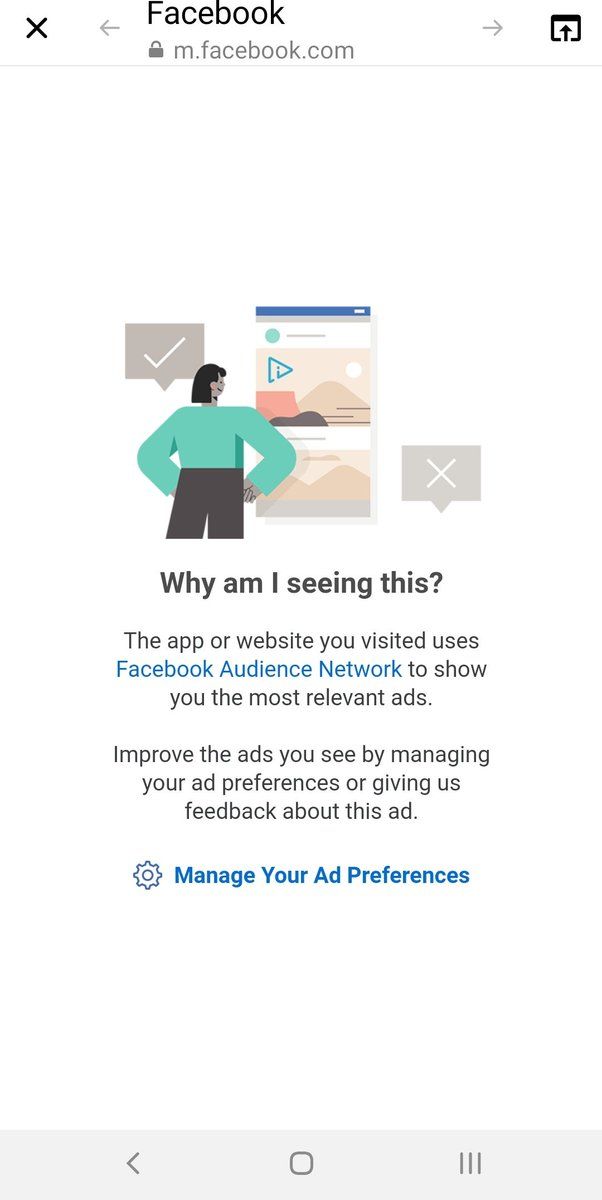 Facebook
m.facebook.com
Why am I seeing this?
The app or website you visited uses
Facebook Audience Network to show
you the most relevant ads.
Improve the ads you see by managing
your ad preferences or giving us
feedback about this ad.
Manage Your Ad Preferences